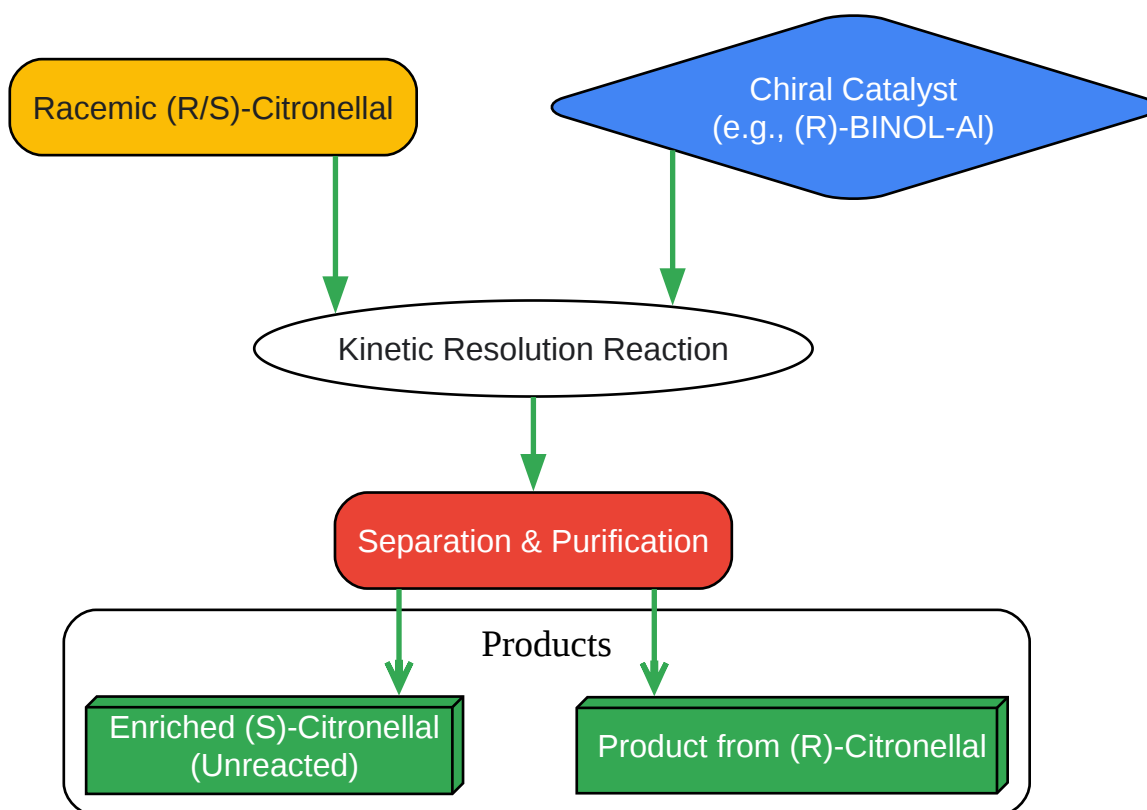 Racemic (R/S)-Citronellal
Chiral Catalyst
(e.g., (R)-BINOL-Al)
Kinetic Resolution Reaction
Separation & Purification
Products
Enriched (S)-Citronellal
(Unreacted)
Product from (R)-Citronellal